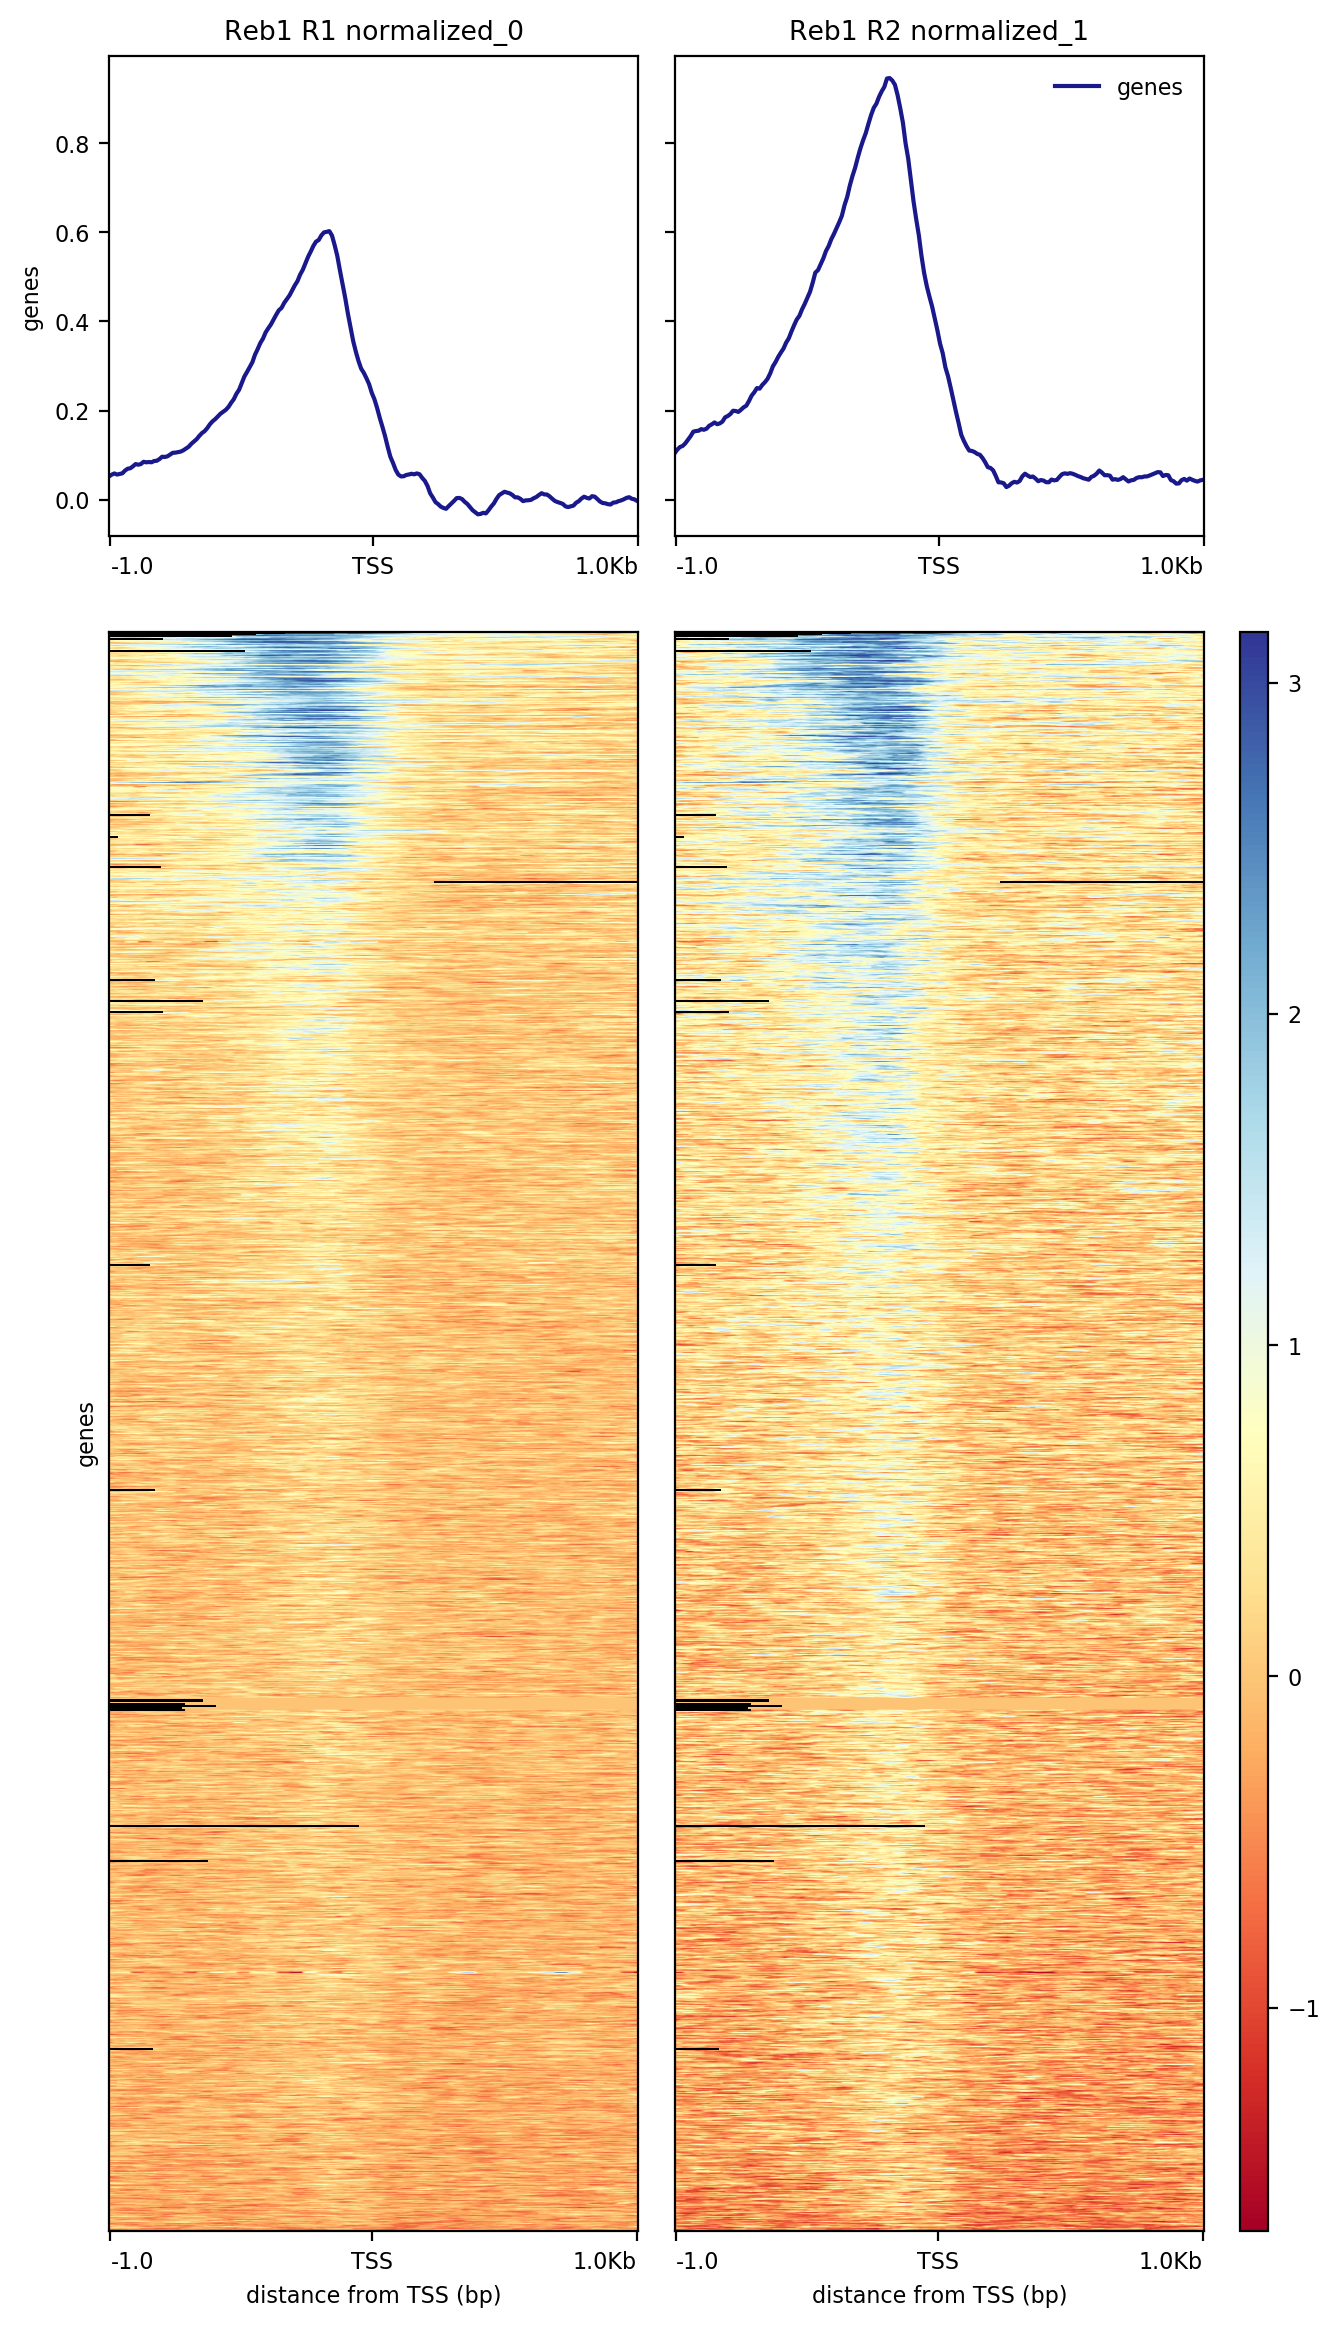 Reb1 R1 normalized_0
Reb1 R2 normalized_1
genes
genes
0.8
0.6
0.4
0.2
0.0
-1.0 TSS 1.0Kb
-1.0 TSS 1.0Kb
genes
3
2
1
0
−1
-1.0 TSS 1.0Kb
-1.0 TSS 1.0Kb
distance from TSS (bp)
distance from TSS (bp)